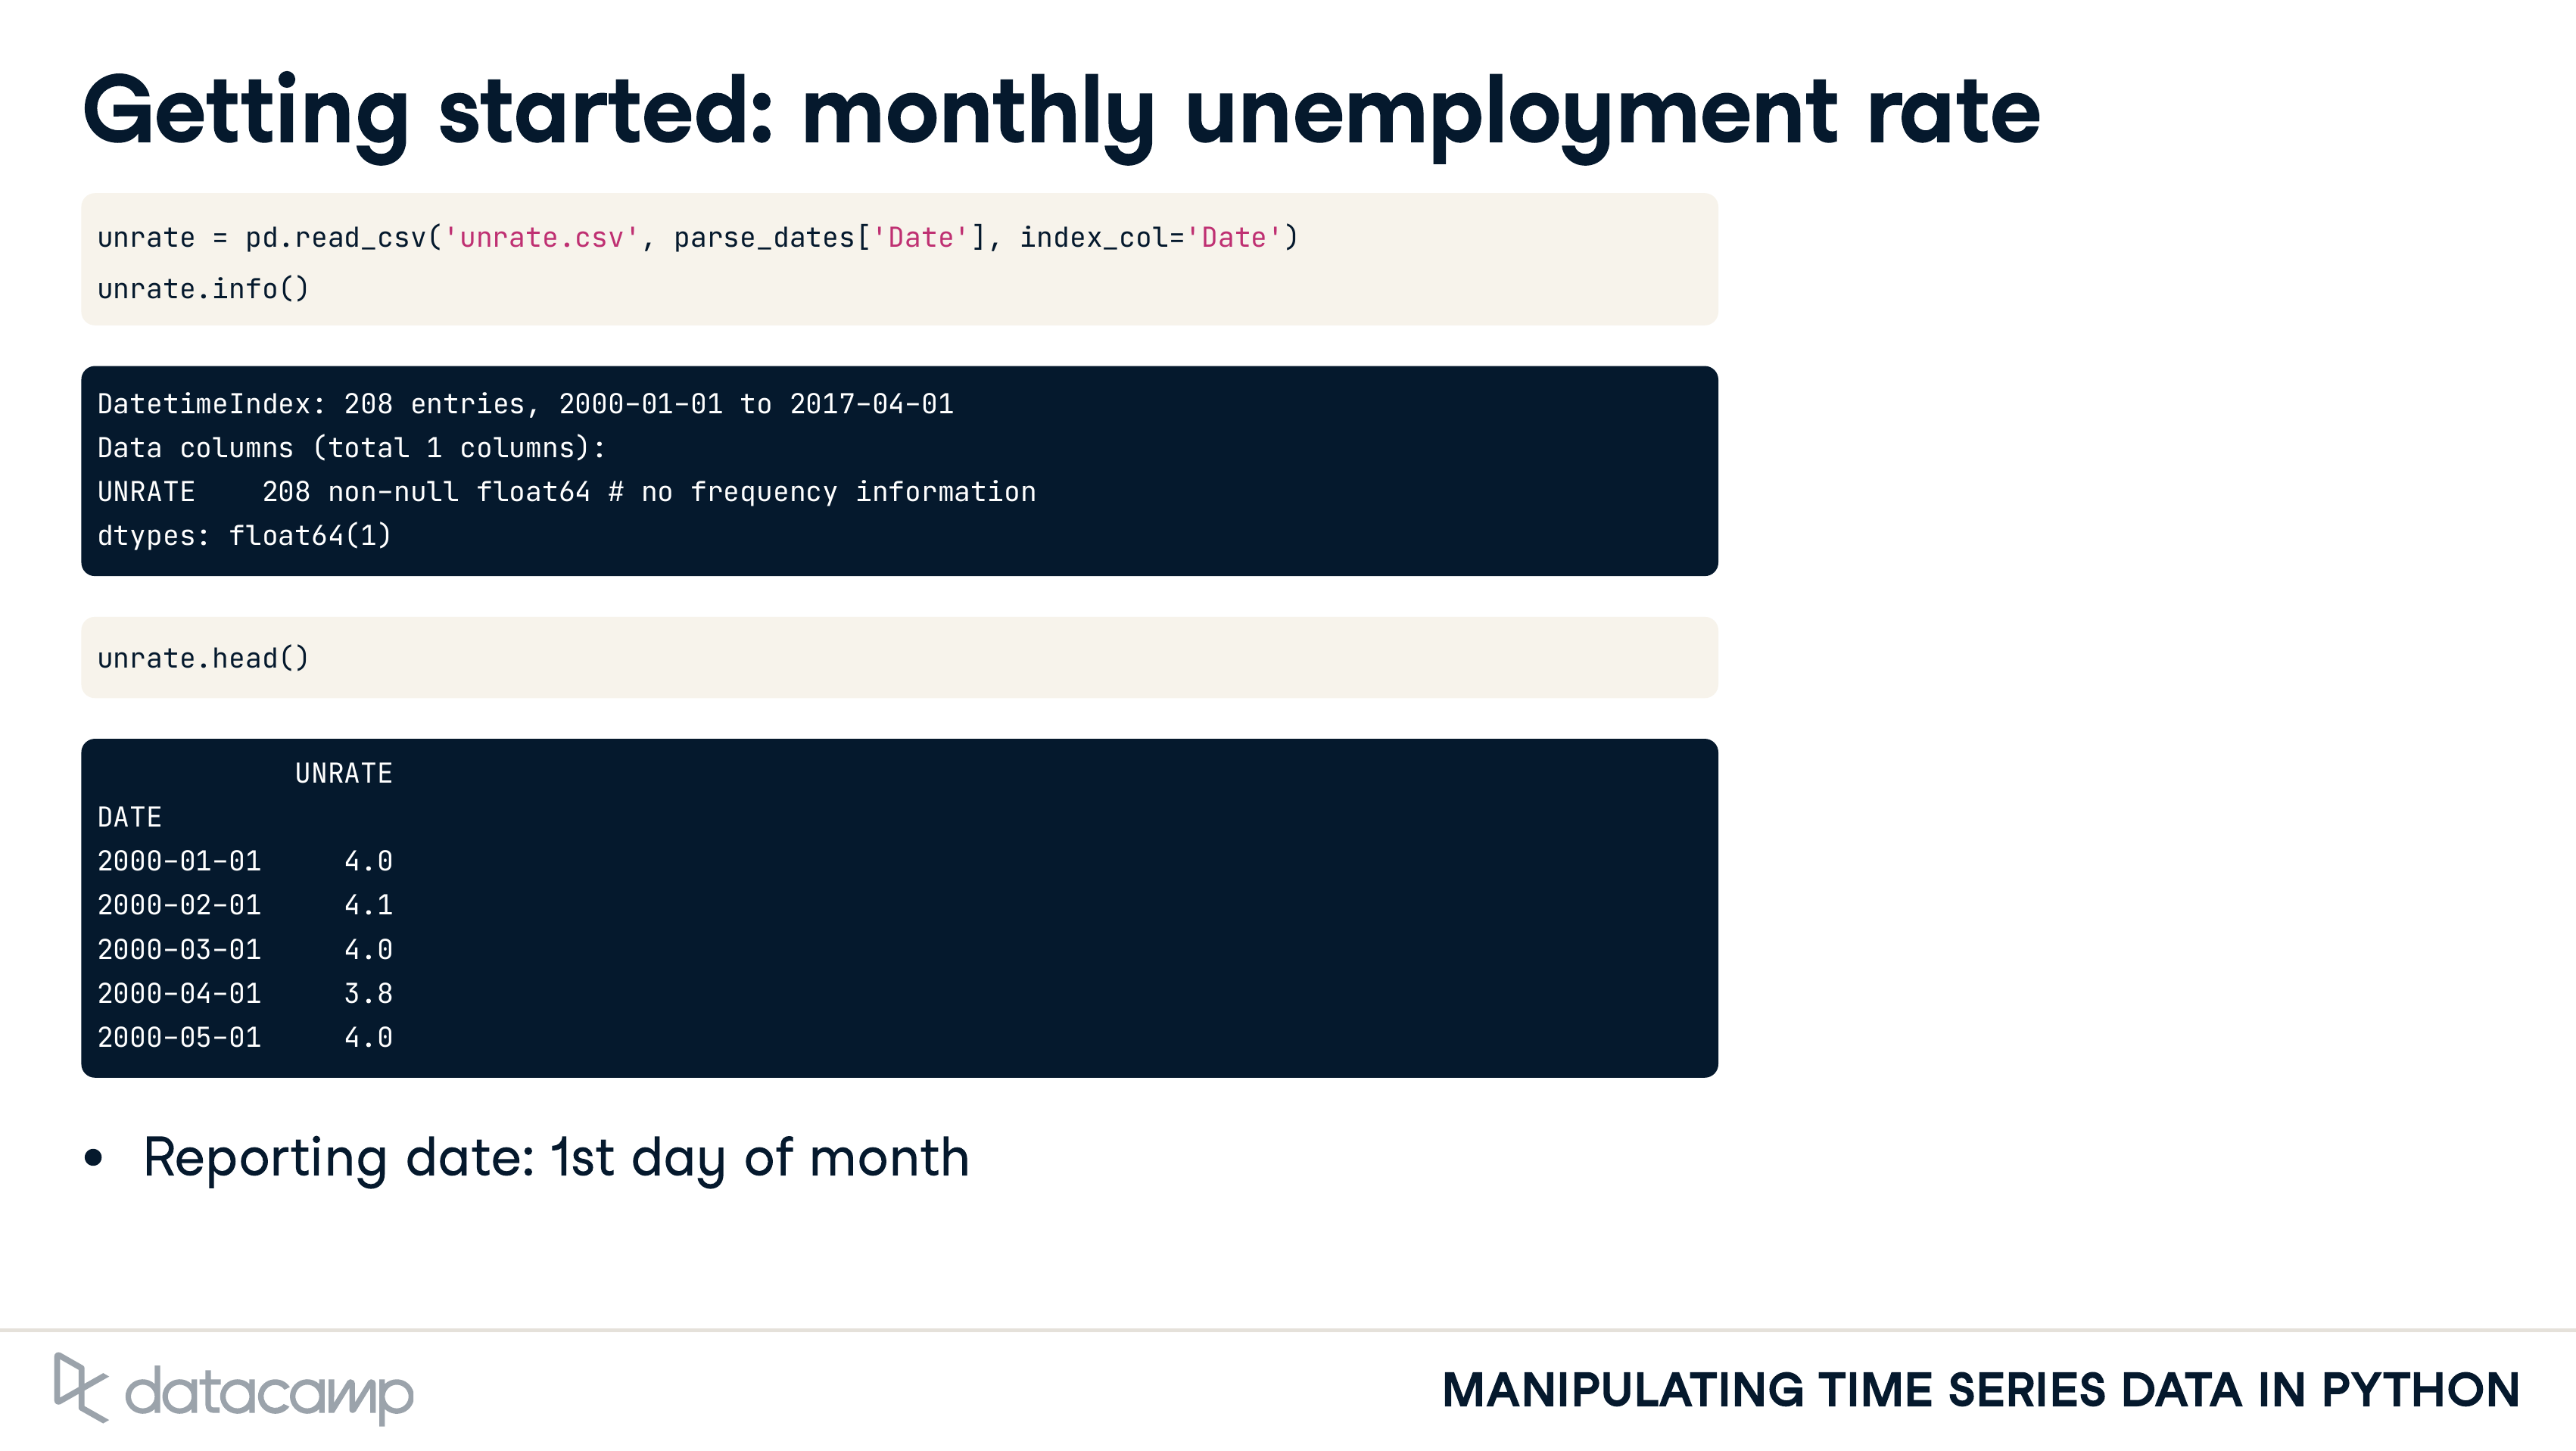 Getting started: monthly unemployment rate
unrate = pd.read_csv('unrate.csv', parse_dates['Date'], index_col='Date')
unrate.info()
DatetimeIndex: 208 entries, 2000-01-01 to 2017-04-01
Data columns (total 1 columns):
UNRATE    208 non-null float64 # no frequency information
dtypes: float64(1)
unrate.head()
            UNRATE
DATE
2000-01-01     4.0
2000-02-01     4.1
2000-03-01     4.0
2000-04-01     3.8
2000-05-01     4.0
• Reporting date: 1st day of month
datacamp
MANIPULATING TIME SERIES DATA IN PYTHON